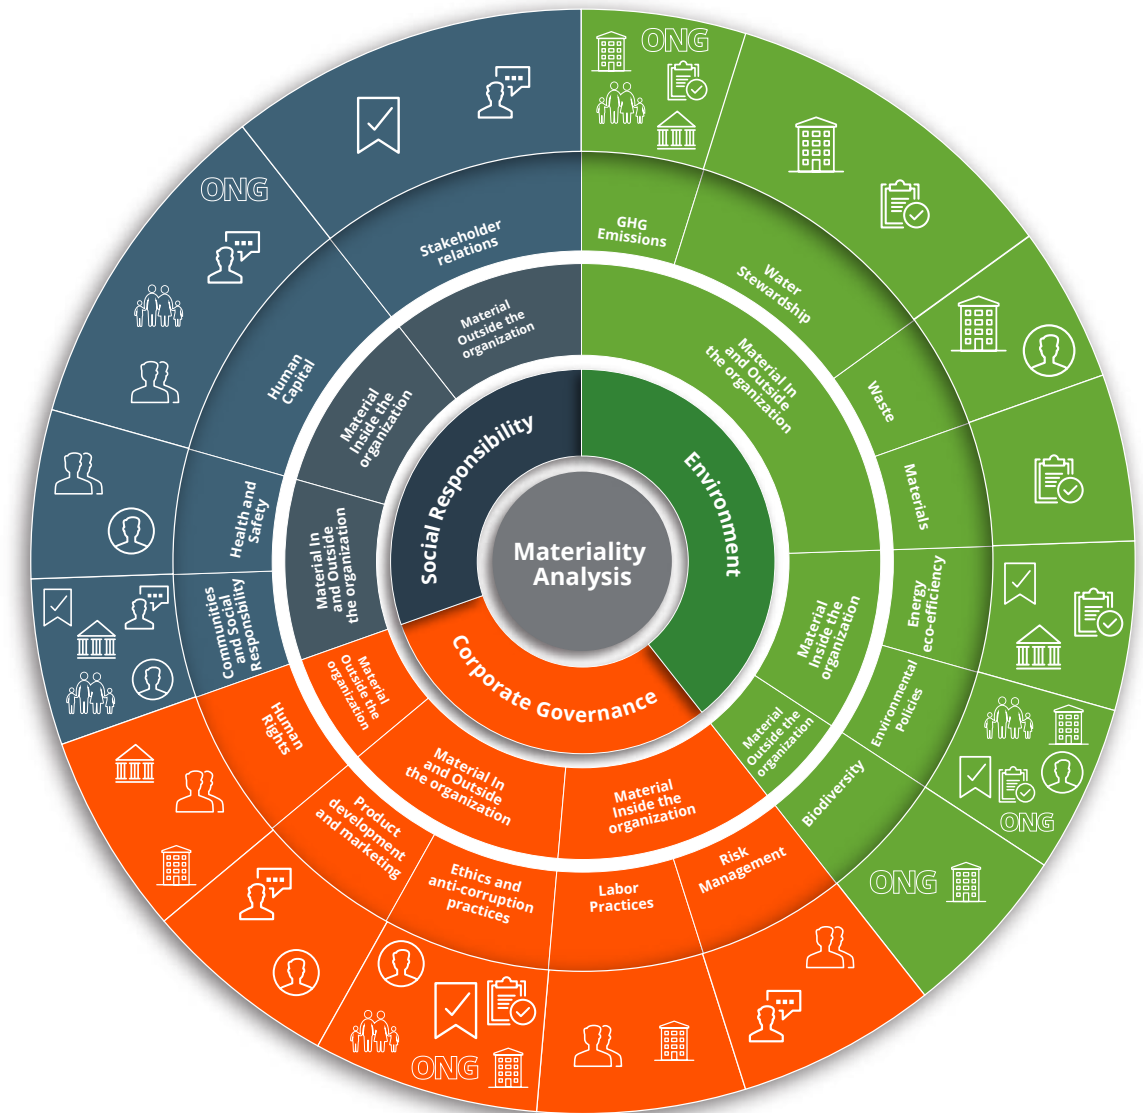 Materiality
Analysis
Environment
Corporate Governance
Social Responsibility
Material In
and Outside
the organization
Material
Inside the
organization
Material
Outside the
organization
Material
Inside the
organization
Material In
and Outside
the organization
Material
Outside the
organization
Material In
and Outside
the organization
Material
Inside the
organization
Material
Outside the
organization
GHG
Emissions
Water
Stewardship
Waste
Materials
Energy
eco-efficiency
Environmental
Policies
Biodiversity
Risk
Management
Labor
Practices
Ethics and
anti-corruption
practices
Product
development
and marketing
Human
Rights
Communities
and Social
Responsbility
Health and
Safety
Human
Capital
Stakeholder
relations
ONG
ONG
ONG
ONG
ONG